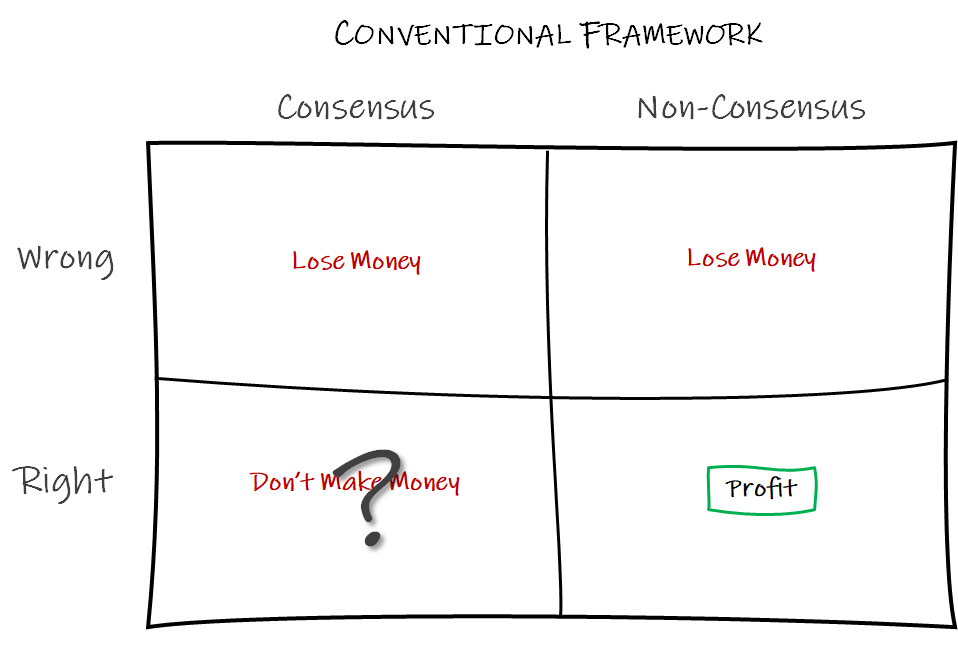 Conventional Framework
Consensus Non-Consensus
Wrong Lose Money Lose Money
Right Don't Make Money Profit
?